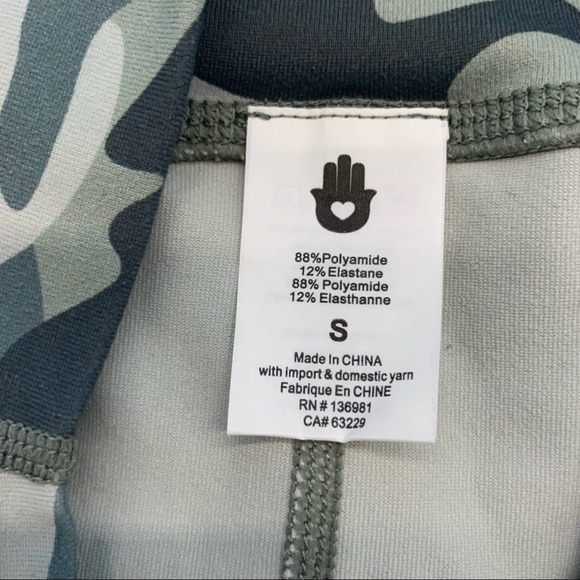 88%Polyamide
12% Elastane
88% Polyamide
12% Elasthanne
S
Made In CHINA
with import & domestic yarn
Fabrique En CHINE
RN # 136981
CA# 63229